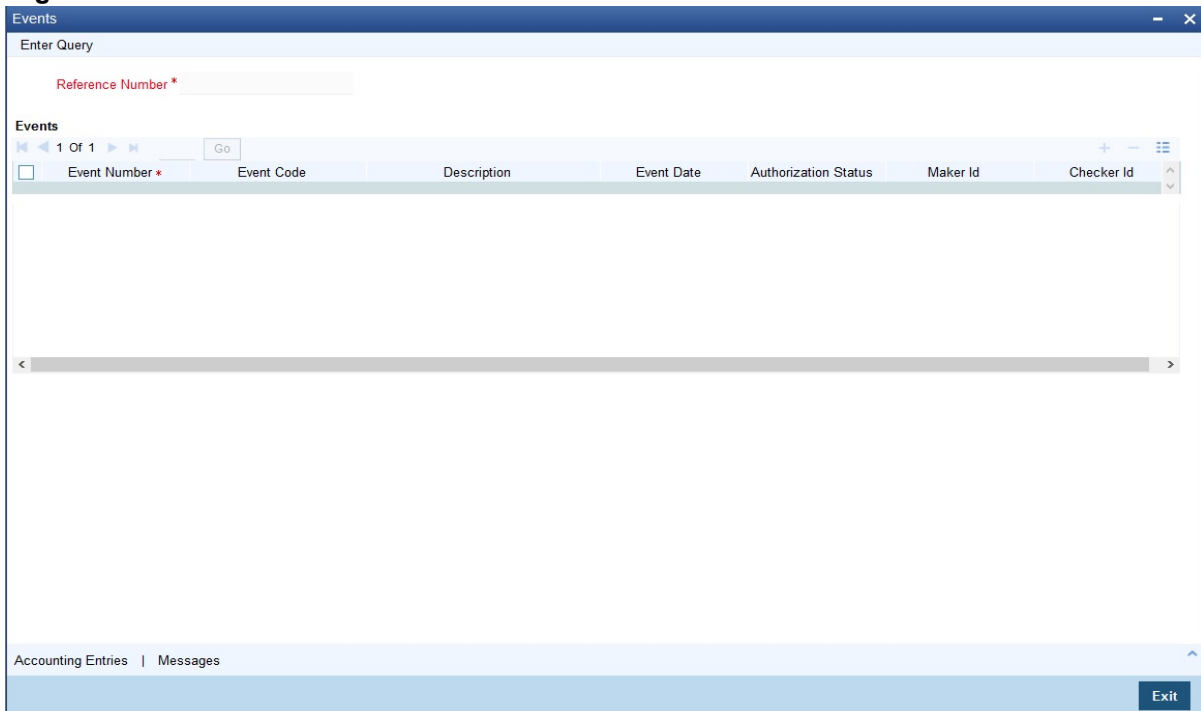 Events
Enter Query
Reference Number *
Events
1 Of 1 Go
Event Number * Event Code Description Event Date Authorization Status Maker Id Checker Id
Accounting Entries | Messages
Exit